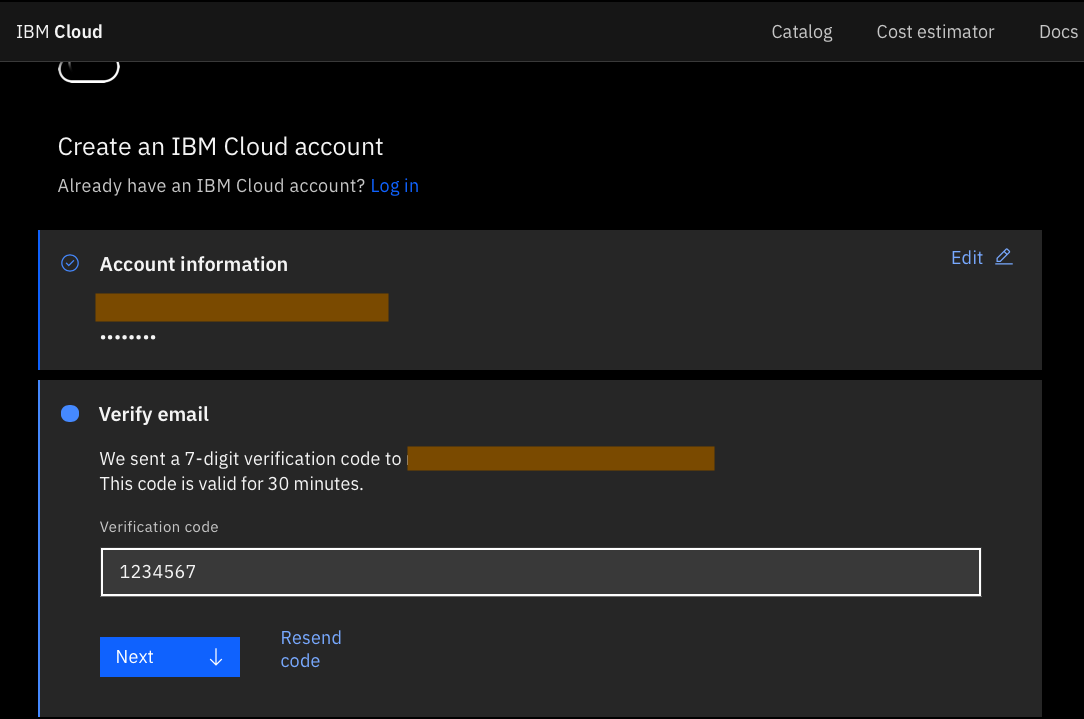 IBM Cloud Catalog Cost estimator Docs
Create an IBM Cloud account
Already have an IBM Cloud account? Log in
Account information Edit
••••••••
Verify email
We sent a 7-digit verification code to
This code is valid for 30 minutes.
Verification code
1234567
Next Resend
code